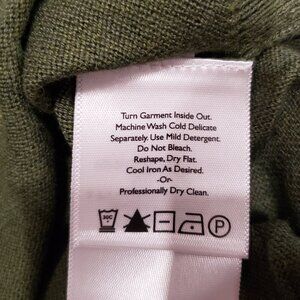 Turn Garment Inside Out.
Machine Wash Cold Delicate
Separately. Use Mild Detergent.
Do Not Bleach.
Reshape, Dry Flat.
Cool Iron As Desired.
-Or-
Professionally Dry Clean.
30C P